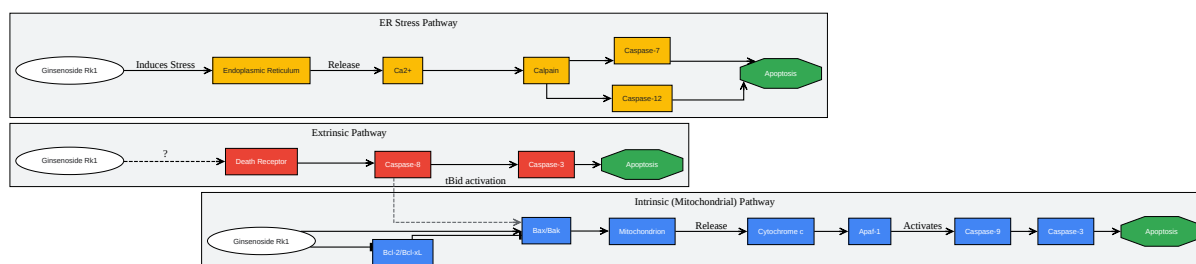 ER Stress Pathway
Ginsenoside Rk1
Induces Stress
Endoplasmic Reticulum
Release
Ca2+
Calpain
Caspase-7
Caspase-12
Apoptosis
Extrinsic Pathway
Ginsenoside Rk1
?
Death Receptor
Caspase-8
Caspase-3
Apoptosis
tBid activation
Intrinsic (Mitochondrial) Pathway
Ginsenoside Rk1
Bcl-2/Bcl-xL
Bax/Bak
Mitochondrion
Release
Cytochrome c
Apaf-1
Activates
Caspase-9
Caspase-3
Apoptosis